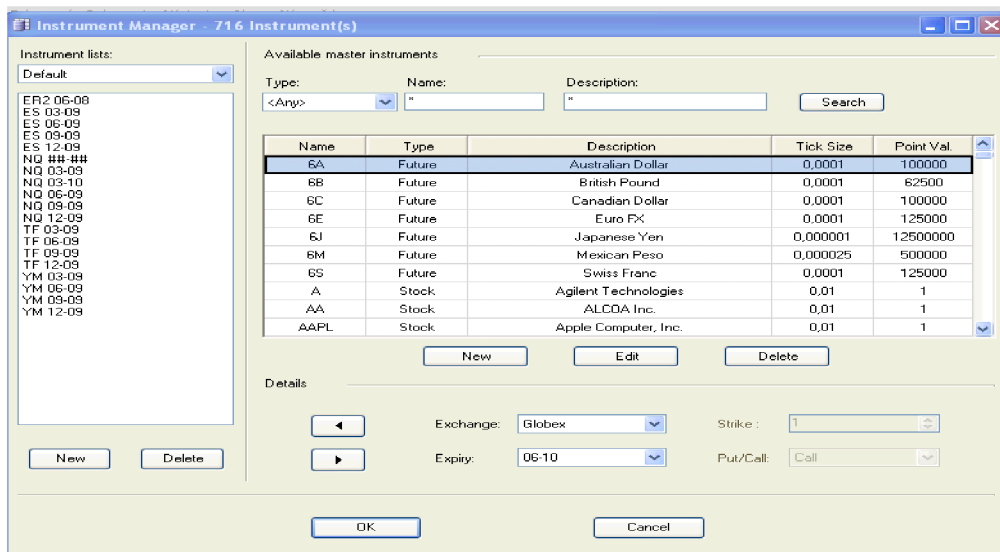 Instrument Manager - 716 Instrument(s)
Instrument lists:
Default
ER2 06-08
ES 03-09
ES 06-09
ES 09-09
ES 12-09
NQ ##-##
NQ 03-09
NQ 03-10
NQ 06-09
NQ 09-09
NQ 12-09
TF 03-09
TF 06-09
TF 09-09
TF 12-09
YM 03-09
YM 06-09
YM 09-09
YM 12-09
New Delete
Available master instruments
Type: Name: Description:
<Any> * * Search
Name Type Description Tick Size Point Val.
6A Future Australian Dollar 0,0001 100000
6B Future British Pound 0,0001 62500
6C Future Canadian Dollar 0,0001 100000
6E Future Euro FX 0,0001 125000
6J Future Japanese Yen 0,000001 12500000
6M Future Mexican Peso 0,000025 500000
6S Future Swiss Franc 0,0001 125000
A Stock Agilent Technologies 0,01 1
AA Stock ALCOA Inc. 0,01 1
AAPL Stock Apple Computer, Inc. 0,01 1
New Edit Delete
Details
Exchange: Globex Strike : 1
Expiry: 06-10 Put/Call: Call
OK Cancel